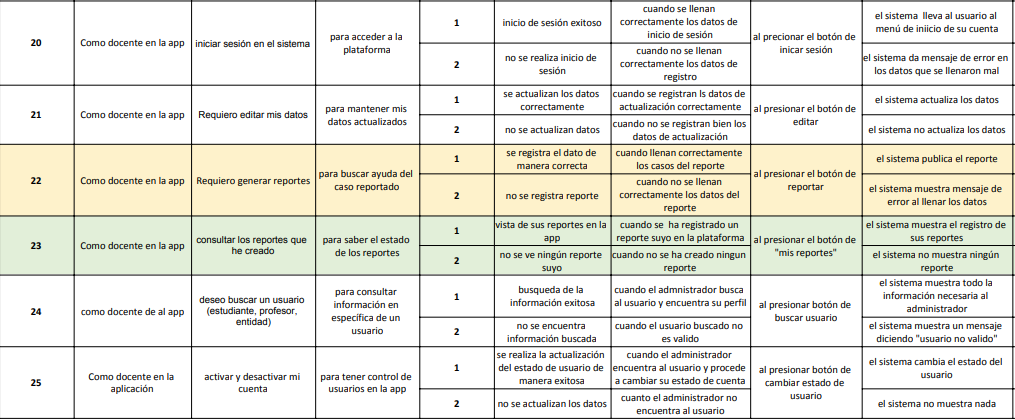 20
Como docente en la app
iniciar sesión en el sistema
para acceder a la
plataforma
1
inicio de sesión exitoso
cuando se llenan
correctamente los datos de
inicio de sesión
al precionar el botón de
inicar sesión
el sistema lleva al usuario al
menú de iniicio de su cuenta
2
no se realiza inicio de
sesión
cuando no se llenan
correctamente los datos de
registro
el sistema da mensaje de error en
los datos que se llenaron mal
21
Como docente en la app
Requiero editar mis datos
para mantener mis
datos actualizados
1
se actualizan los datos
correctamente
cuando se registran ls datos de
actualización correctamente
al presionar el botón de
editar
el sistema actualiza los datos
2
no se actualizan datos
cuando no se registran bien los
datos de actualización
el sistema no actualiza los datos
22
Como docente en la app
Requiero generar reportes
para buscar ayuda del
caso reportado
1
se registra el dato de
manera correcta
cuando llenan correctamente
los casos del reporte
al presionar el botón de
reportar
el sistema publica el reporte
2
no se registra reporte
cuando no se llenan
correctamente los datos del
reporte
el sistema muestra mensaje de
error al llenar los datos
23
Como docente en la app
consultar los reportes que
he creado
para saber el estado
de los reportes
1
vista de sus reportes en la
app
cuando se ha registrado un
reporte suyo en la plataforma
al presionar el botón de
"mis reportes"
el sistema muestra el registro de
sus reportes
2
no se ve ningún reporte
suyo
cuando no se ha creado ningun
reporte
el sistema no muestra ningún
reporte
24
como docente de al app
deseo buscar un usuario
(estudiante, profesor,
entidad)
para consultar
información en
específica de un
usuario
1
busqueda de la
información exitosa
cuando el admnistrador busca
al usuario y encuentra su perfil
al presionar botón de
buscar usuario
el sistema muestra todo la
información necesaria al
administrador
2
no se encuentra
información buscada
cuando el usuario buscado no
es valido
el sistema muestra un mensaje
diciendo "usuario no valido"
25
Como docente en la
aplicación
activar y desactivar mi
cuenta
para tener control de
usuarios en la app
1
se realiza la actualización
del estado de usuario de
manera exitosa
cuando el administrador
encuentra al usuario y procede
a cambiar su estado de cuenta
al presionar botón de
cambiar estado de
usuario
el sistema cambia el estado del
usuario
2
no se actualizan los datos
cuanto el administrador no
encuentra al usuario
el sistema no muestra nada